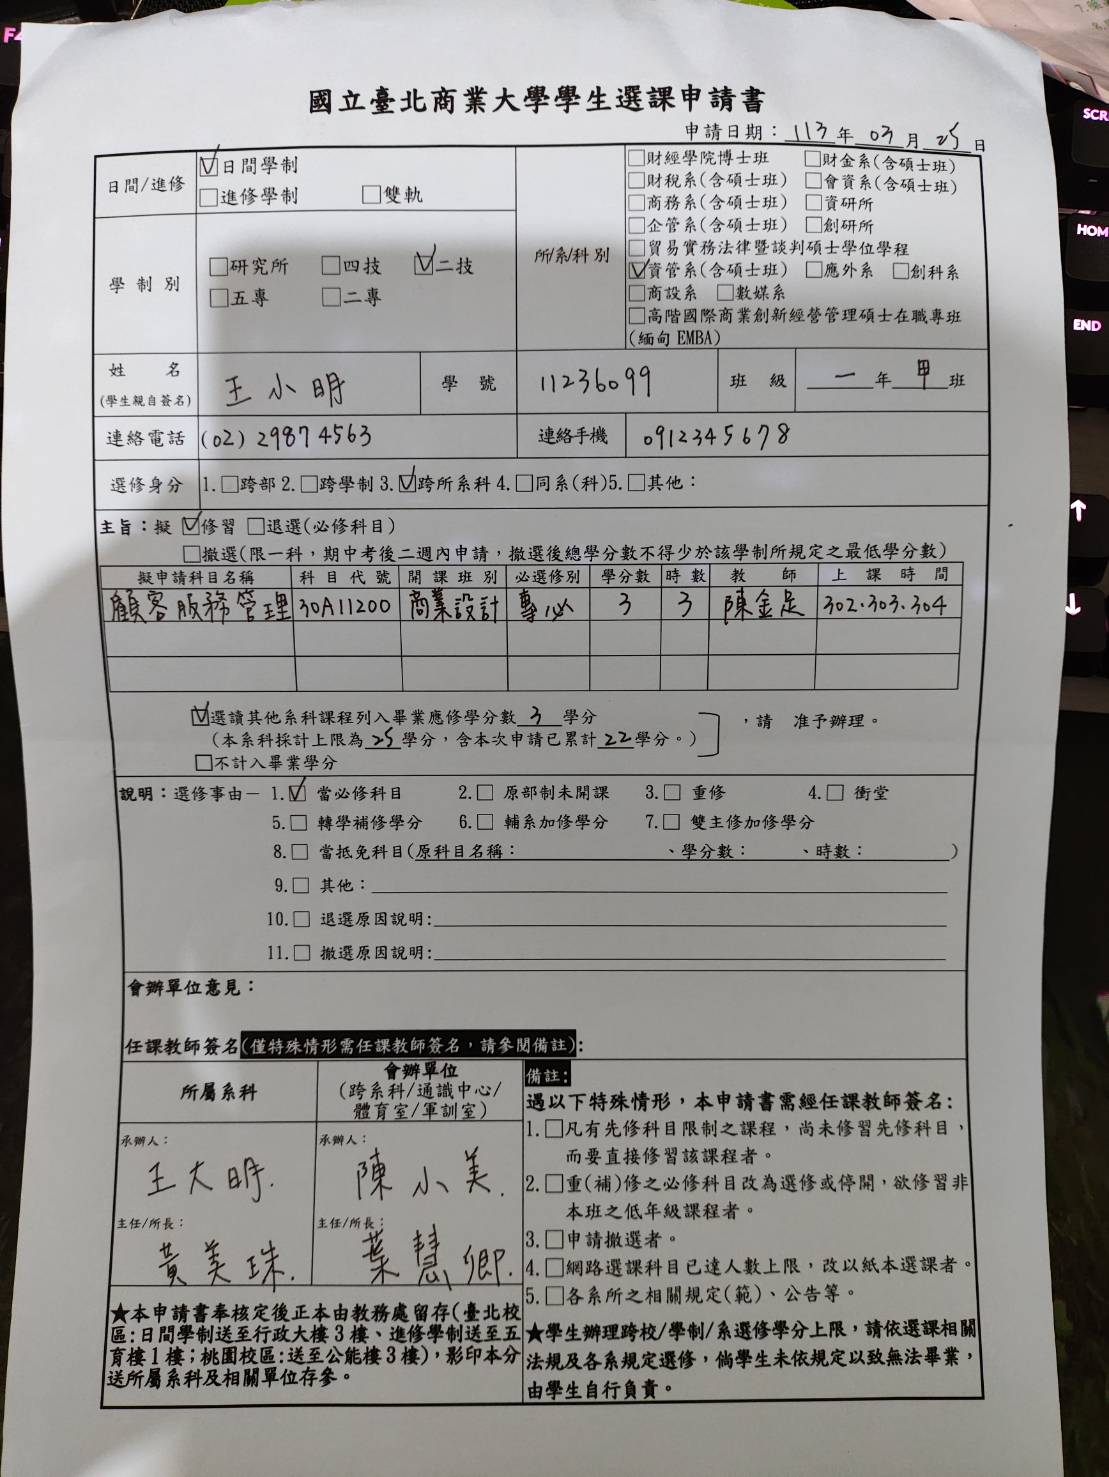 國立臺北商業大學學生選課申請書
申請日期：113年03月25日
日間/進修
☑日間學制
□進修學制 □雙軌
學制別
□研究所 □四技 ☑二技
□五專 □二專
所/系/科別
□財經學院博士班 □財金系(含碩士班)
□財稅系(含碩士班) □會資系(含碩士班)
□商務系(含碩士班) □資研所
□企管系(含碩士班) □創研所
□貿易實務法律暨談判碩士學位學程
☑資管系(含碩士班) □應外系 □創科系
□商設系 □數媒系
□高階國際商業創新經營管理碩士在職專班
(緬甸 EMBA)
姓名
(學生親自簽名)
王小明
學號 11236099
班級 一年甲班
連絡電話 (02) 2987 4563
連絡手機 0912345678
選修身分 1.□跨部 2.□跨學制 3.☑跨所系科 4.□同系(科)5.□其他：
主旨：擬 ☑修習 □退選(必修科目)
□撤選(限一科，期中考後二週內申請，撤選後總學分數不得少於該學制所規定之最低學分數)
擬申請科目名稱 科目代號 開課班別 必選修別 學分數 時數 教師 上課時間
顧客服務管理 30A11200 商業設計 專必 3 3 陳金足 302.303.304
☑選讀其他系科課程列入畢業應修學分數 3 學分
(本系科採計上限為 25 學分，含本次申請已累計 22 學分。)
□不計入畢業學分
，請 准予辦理。
說明：選修事由－ 1.☑ 當必修科目 2.□ 原部制未開課 3.□ 重修 4.□ 衝堂
5.□ 轉學補修學分 6.□ 輔系加修學分 7.□ 雙主修加修學分
8.□ 當抵免科目(原科目名稱： 、學分數： 、時數： )
9.□ 其他：
10.□ 退選原因說明:
11.□ 撤選原因說明:
會辦單位意見：
任課教師簽名(僅特殊情形需任課教師簽名，請參閱備註):
所屬系科
會辦單位
(跨系科/通識中心/
體育室/軍訓室)
承辦人：
王大明.
承辦人：
陳小美.
主任/所長：
黃美珠.
主任/所長：
葉慧卿.
備註:
遇以下特殊情形，本申請書需經任課教師簽名:
1.□凡有先修科目限制之課程，尚未修習先修科目，
而要直接修習該課程者。
2.□重(補)修之必修科目改為選修或停開，欲修習非
本班之低年級課程者。
3.□申請撤選者。
4.□網路選課科目已達人數上限，改以紙本選課者。
5.□各系所之相關規定(範)、公告等。
★本申請書奉核定後正本由教務處留存(臺北校
區:日間學制送至行政大樓3樓、進修學制送至五
育樓1樓；桃園校區:送至公能樓3樓)，影印本分
送所屬系科及相關單位存參。
★學生辦理跨校/學制/系選修學分上限，請依選課相關
法規及各系規定選修，倘學生未依規定以致無法畢業，
由學生自行負責。
SCR
HOM
END
↑
↓